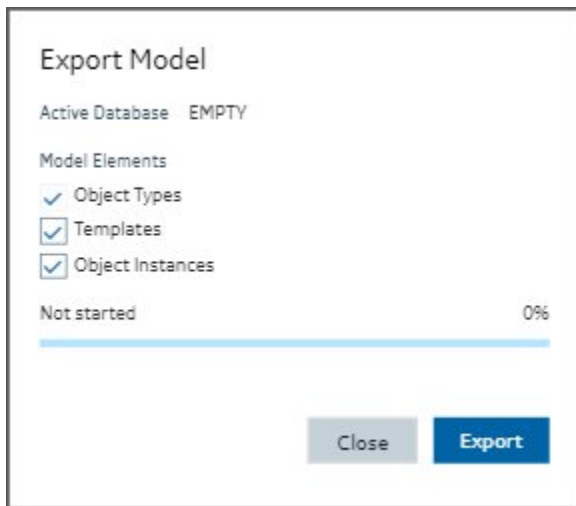 Export Model
Active Database EMPTY
Model Elements
Object Types
Templates
Object Instances
Not started 0%
Close Export